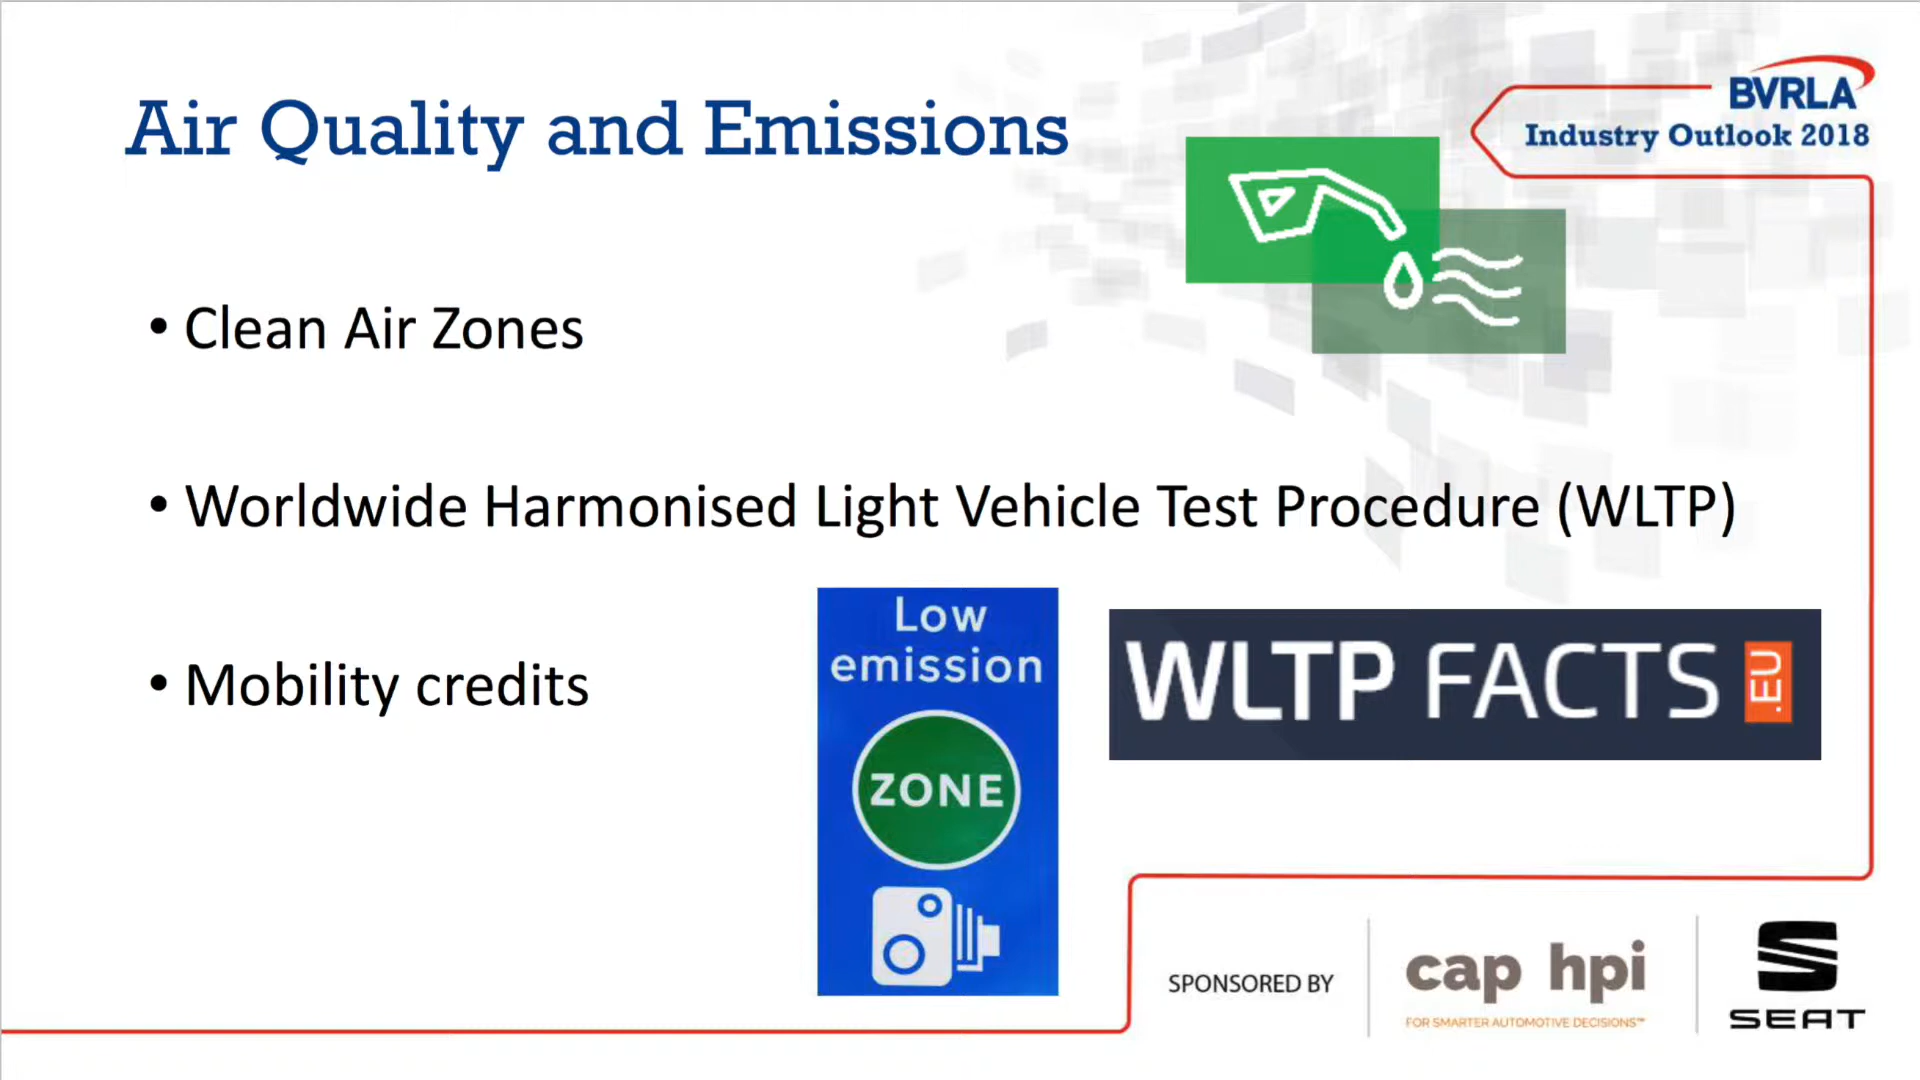 Air Quality and Emissions
BVRLA
Industry Outlook 2018
• Clean Air Zones
• Worldwide Harmonised Light Vehicle Test Procedure (WLTP)
• Mobility credits
Low
emission
ZONE
WLTP FACTS .EU
SPONSORED BY
cap hpi
FOR SMARTER AUTOMOTIVE DECISIONS™
SEAT